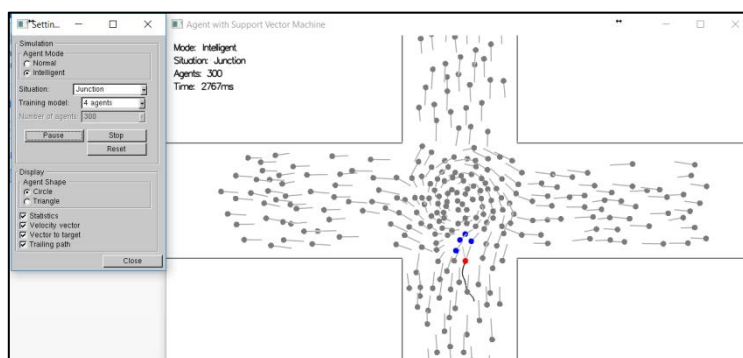 Settin...
Simulation
Agent Mode
Normal
Intelligent
Situation: Junction
Training model: 4 agents
Number of agents: 300
Pause Stop
Reset
Display
Agent Shape
Circle
Triangle
Statistics
Velocity vector
Vector to target
Trailing path
Close
Agent with Support Vector Machine
Mode: Intelligent
Situation: Junction
Agents: 300
Time: 2767ms